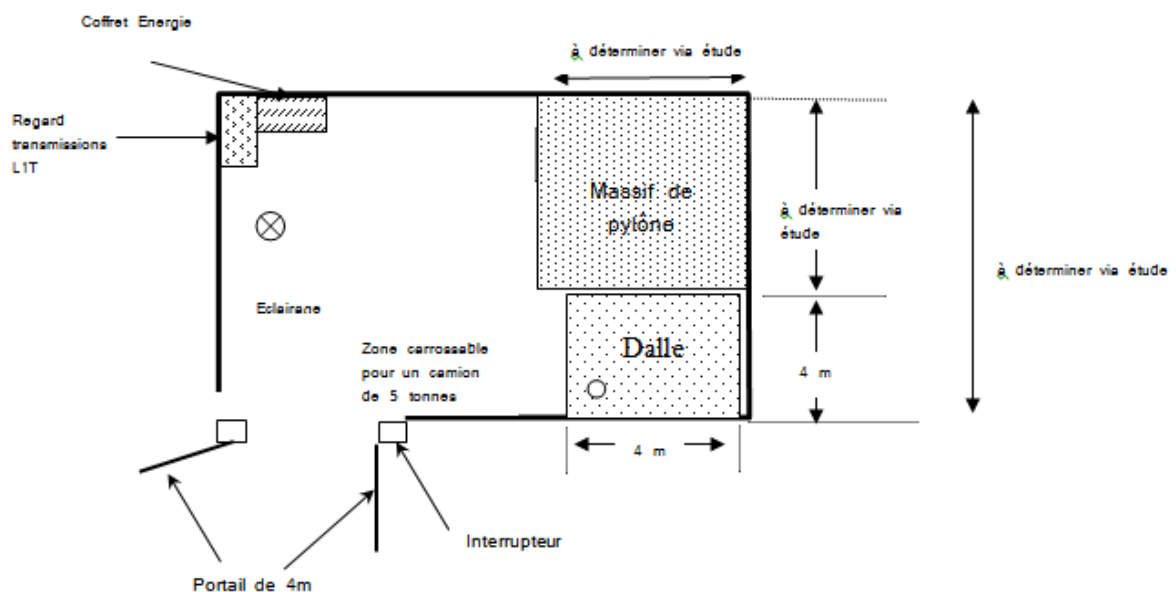 Coffret Energie
à déterminer via étude
Regard
transmissions
L1T
Massif de
pylône
à déterminer via
étude
à déterminer via étude
Eclairane
Zone carrossable
pour un camion
de 5 tonnes
Dalle
4 m
4 m
Interrupteur
Portail de 4m